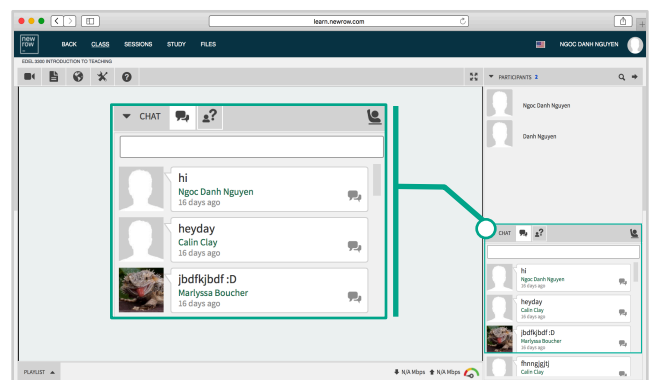 learn.newrow.com
new
row
BACK CLASS SESSIONS STUDY FILES
NGOC DANH NGUYEN
EDEL 2300 INTRODUCTION TO TEACHING
PARTICIPANTS 2
Ngoc Danh Nguyen
Danh Nguyen
CHAT
hi
Ngoc Danh Nguyen
16 days ago
heyday
Calin Clay
16 days ago
jbdfkjbdf :D
Marlyssa Boucher
16 days ago
CHAT
hi
Ngoc Danh Nguyen
16 days ago
heyday
Calin Clay
16 days ago
jbdfkjbdf :D
Marlyssa Boucher
16 days ago
fhnngjgjtj
Calin Clay
PLAYLIST
N/A Mbps N/A Mbps